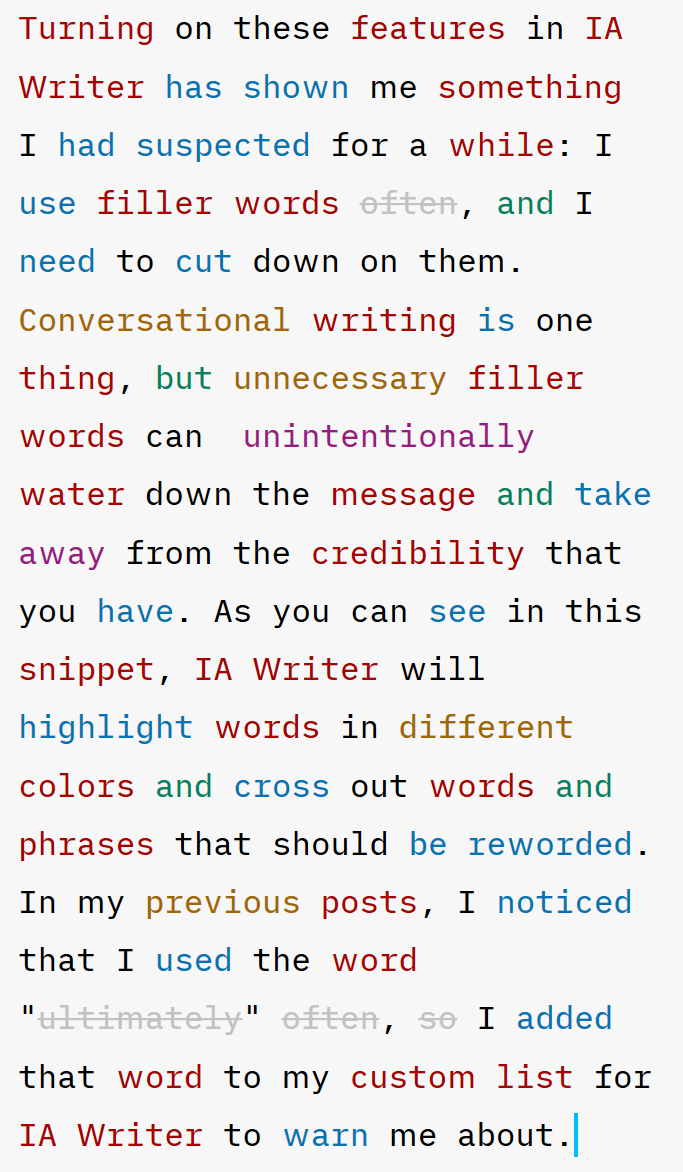 Turning on these features in IA
Writer has shown me something
I had suspected for a while: I
use filler words often, and I
need to cut down on them.
Conversational writing is one
thing, but unnecessary filler
words can  unintentionally
water down the message and take
away from the credibility that
you have. As you can see in this
snippet, IA Writer will
highlight words in different
colors and cross out words and
phrases that should be reworded.
In my previous posts, I noticed
that I used the word
"ultimately" often, so I added
that word to my custom list for
IA Writer to warn me about.